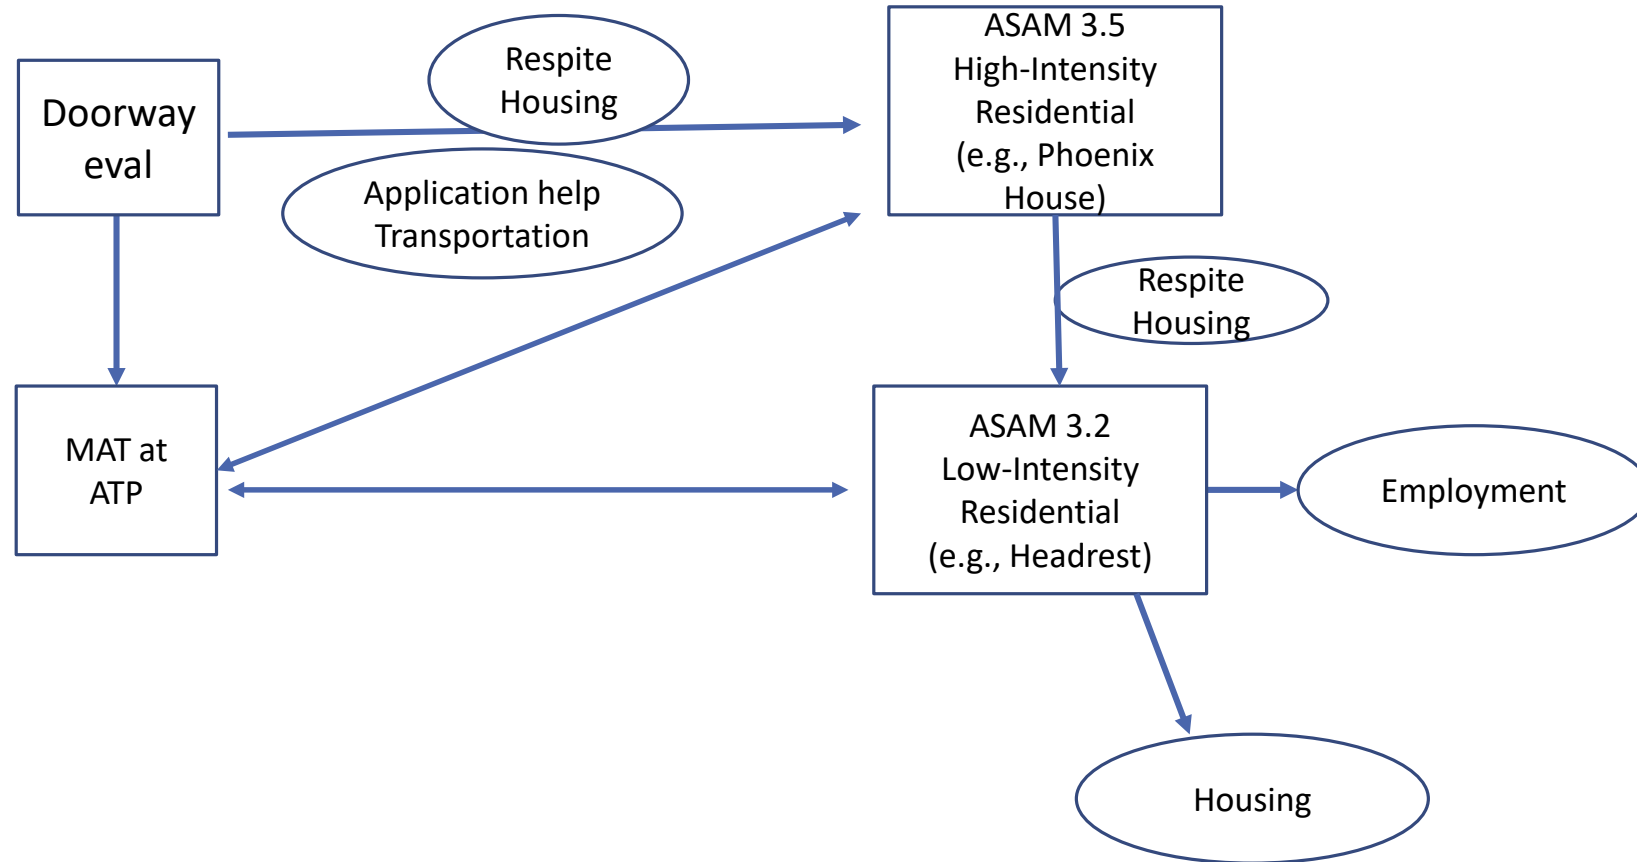 Doorway
eval
Respite
Housing
Application help
Transportation
ASAM 3.5
High-Intensity
Residential
(e.g., Phoenix
House)
Respite
Housing
MAT at
ATP
ASAM 3.2
Low-Intensity
Residential
(e.g., Headrest)
Employment
Housing